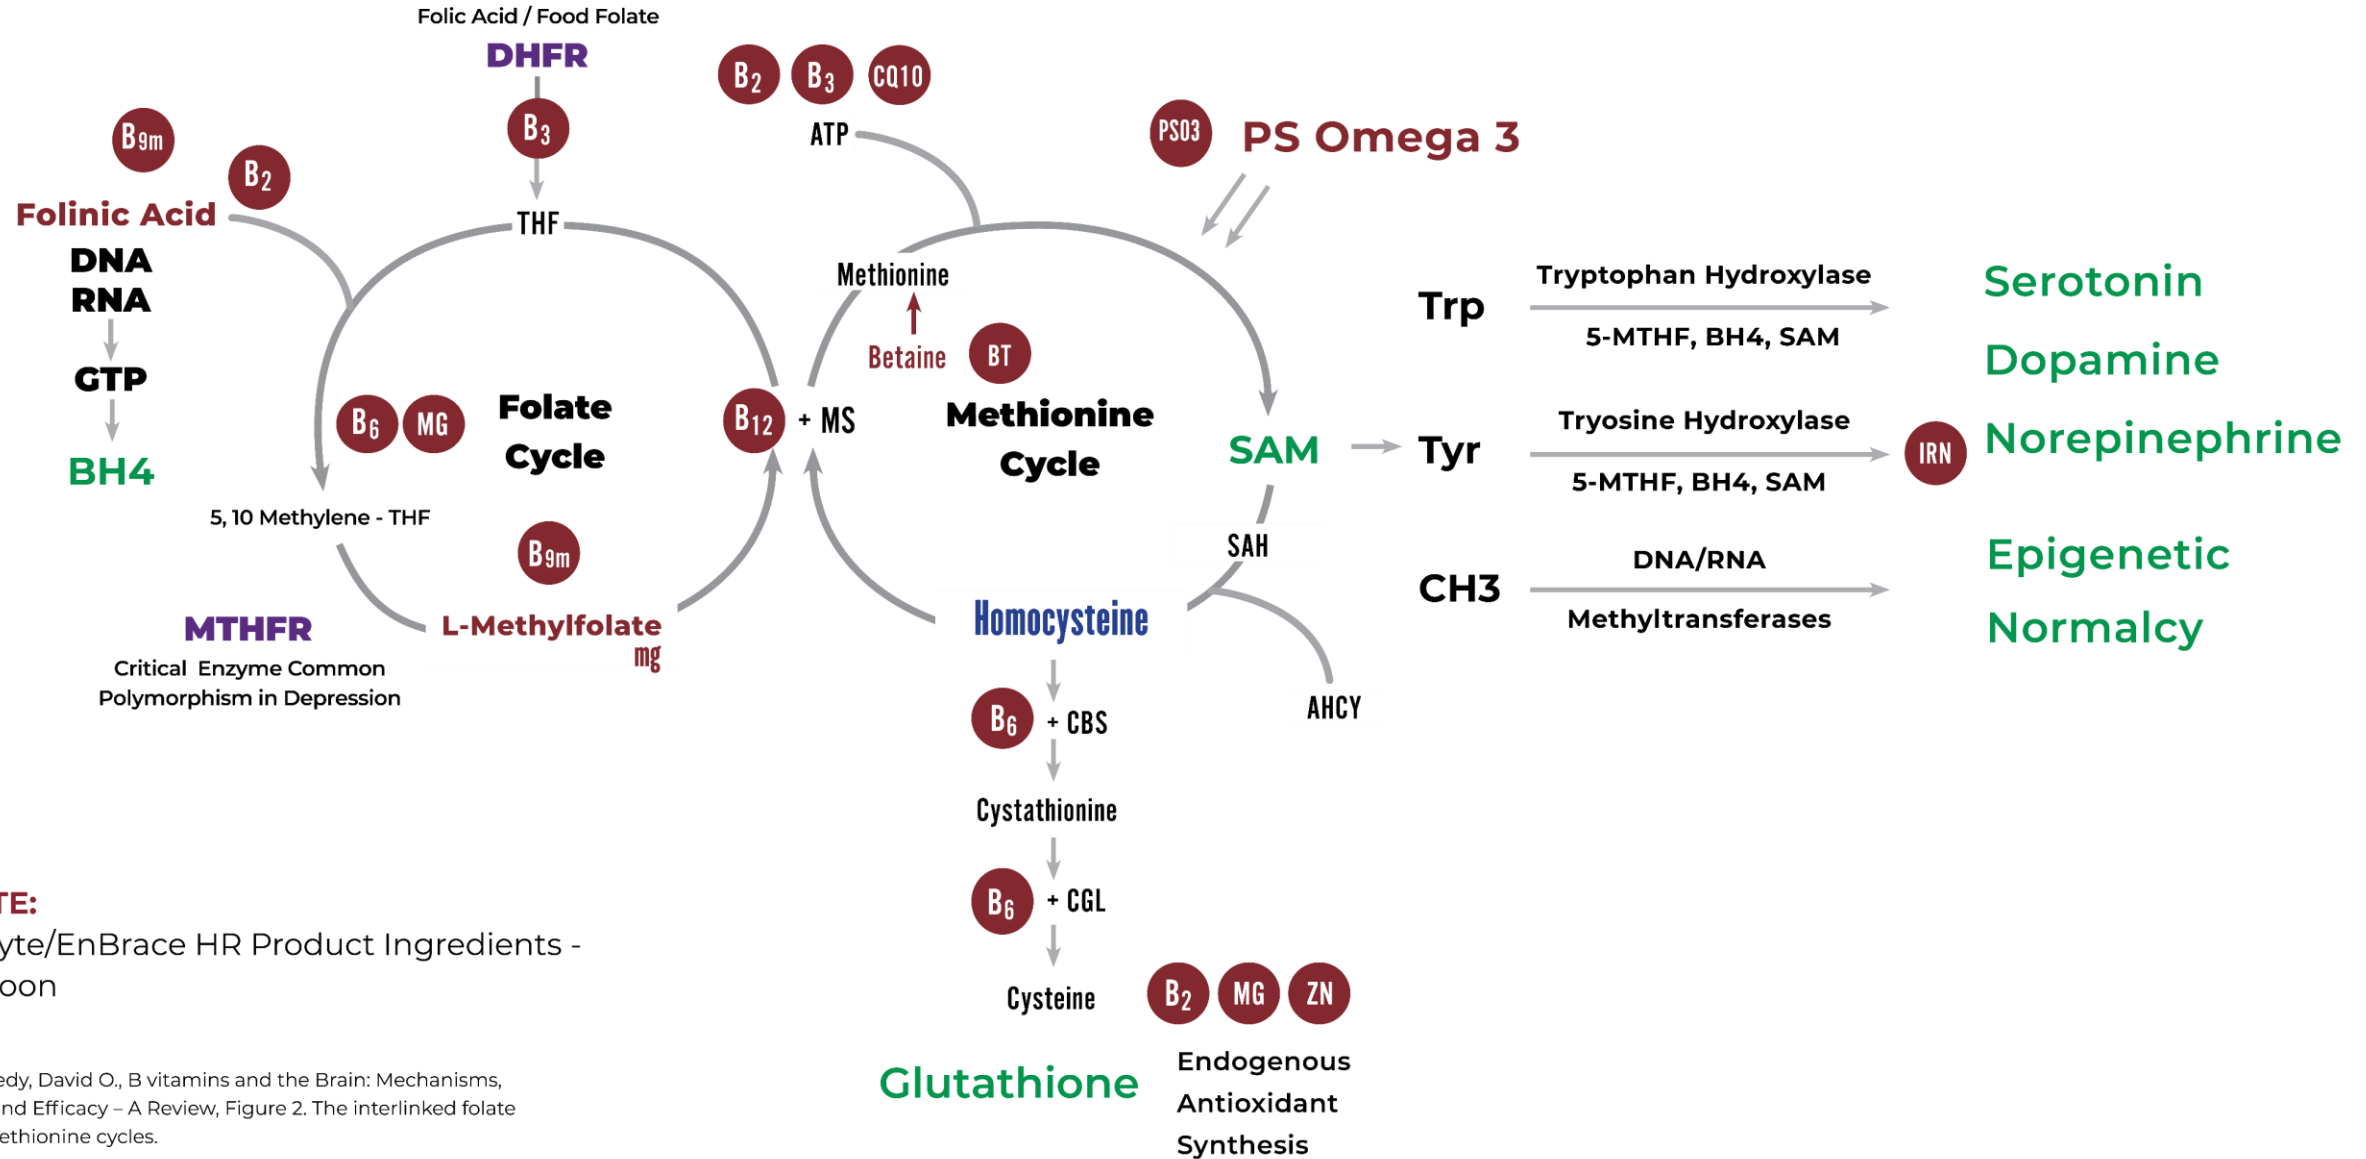 Folic Acid / Food Folate
DHFR
B3
THF
B9m
B2
Folinic Acid
DNA
RNA
GTP
BH4
B2 B3 CQ10
ATP
PSO3 PS Omega 3
Methionine
Betaine
BT
B6 MG
Folate
Cycle
B12 + MS
Methionine
Cycle
SAM
SAH
5, 10 Methylene - THF
B9m
MTHFR
Critical Enzyme Common
Polymorphism in Depression
L-Methylfolate
mg
Homocysteine
AHCY
B6 + CBS
Cystathionine
B6 + CGL
Cysteine
B2 MG ZN
Glutathione
Endogenous
Antioxidant
Synthesis
Trp
Tryptophan Hydroxylase
5-MTHF, BH4, SAM
Serotonin
Dopamine
Tyr
Tryosine Hydroxylase
5-MTHF, BH4, SAM
IRN
Norepinephrine
CH3
DNA/RNA
Methyltransferases
Epigenetic
Normalcy
TE:
yte/EnBrace HR Product Ingredients -
oon
edy, David O., B vitamins and the Brain: Mechanisms,
nd Efficacy – A Review, Figure 2. The interlinked folate
ethionine cycles.